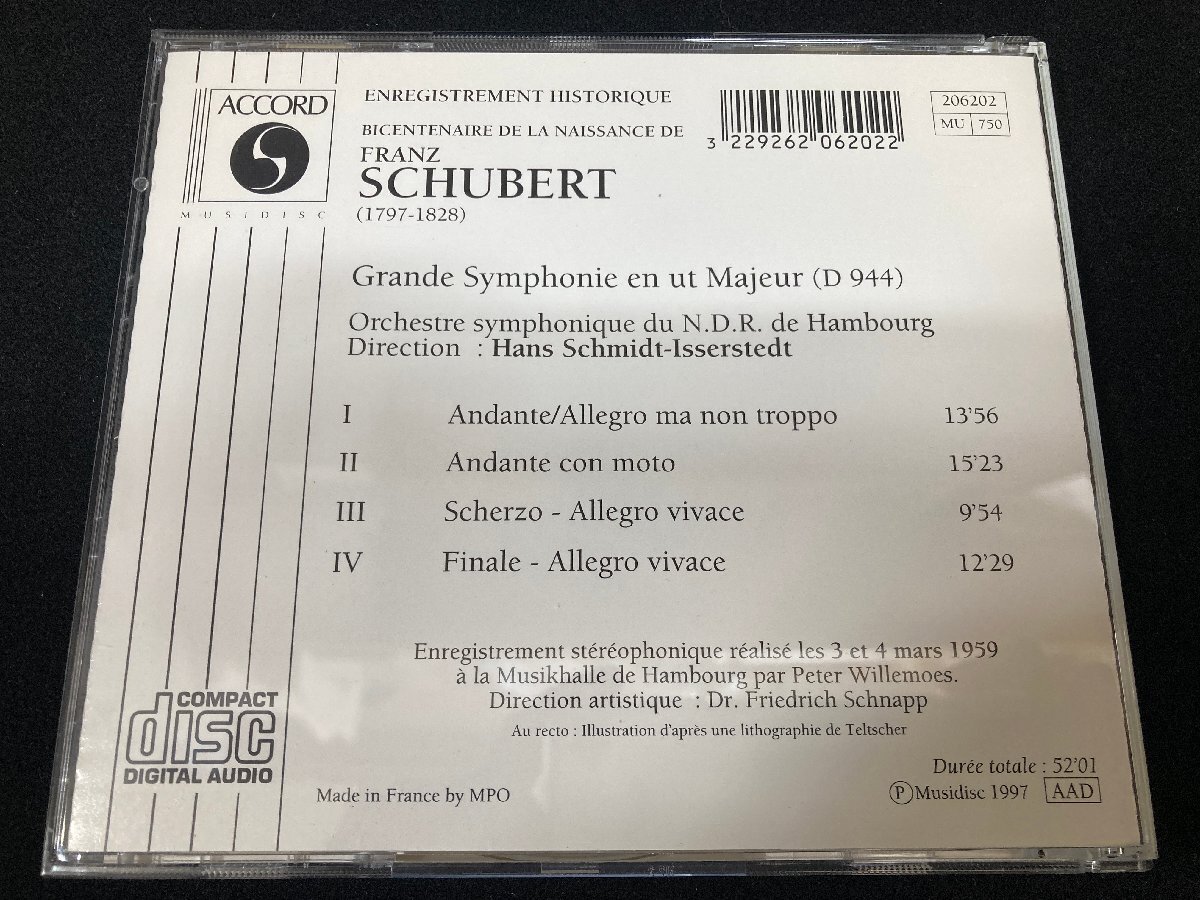 ACCORD
MUSIDISC
ENREGISTREMENT HISTORIQUE
BICENTENAIRE DE LA NAISSANCE DE
FRANZ
SCHUBERT
(1797-1828)
3 229262 062022
206202
MU 750
Grande Symphonie en ut Majeur (D 944)
Orchestre symphonique du N.D.R. de Hambourg
Direction : Hans Schmidt-Isserstedt
I Andante/Allegro ma non troppo 13'56
II Andante con moto 15'23
III Scherzo - Allegro vivace 9'54
IV Finale - Allegro vivace 12'29
Enregistrement stéréophonique réalisé les 3 et 4 mars 1959
à la Musikhalle de Hambourg par Peter Willemoes.
Direction artistique : Dr. Friedrich Schnapp
Au recto : Illustration d'après une lithographie de Teltscher
Durée totale : 52'01
Ⓟ Musidisc 1997 AAD
Made in France by MPO
COMPACT
disc
DIGITAL AUDIO